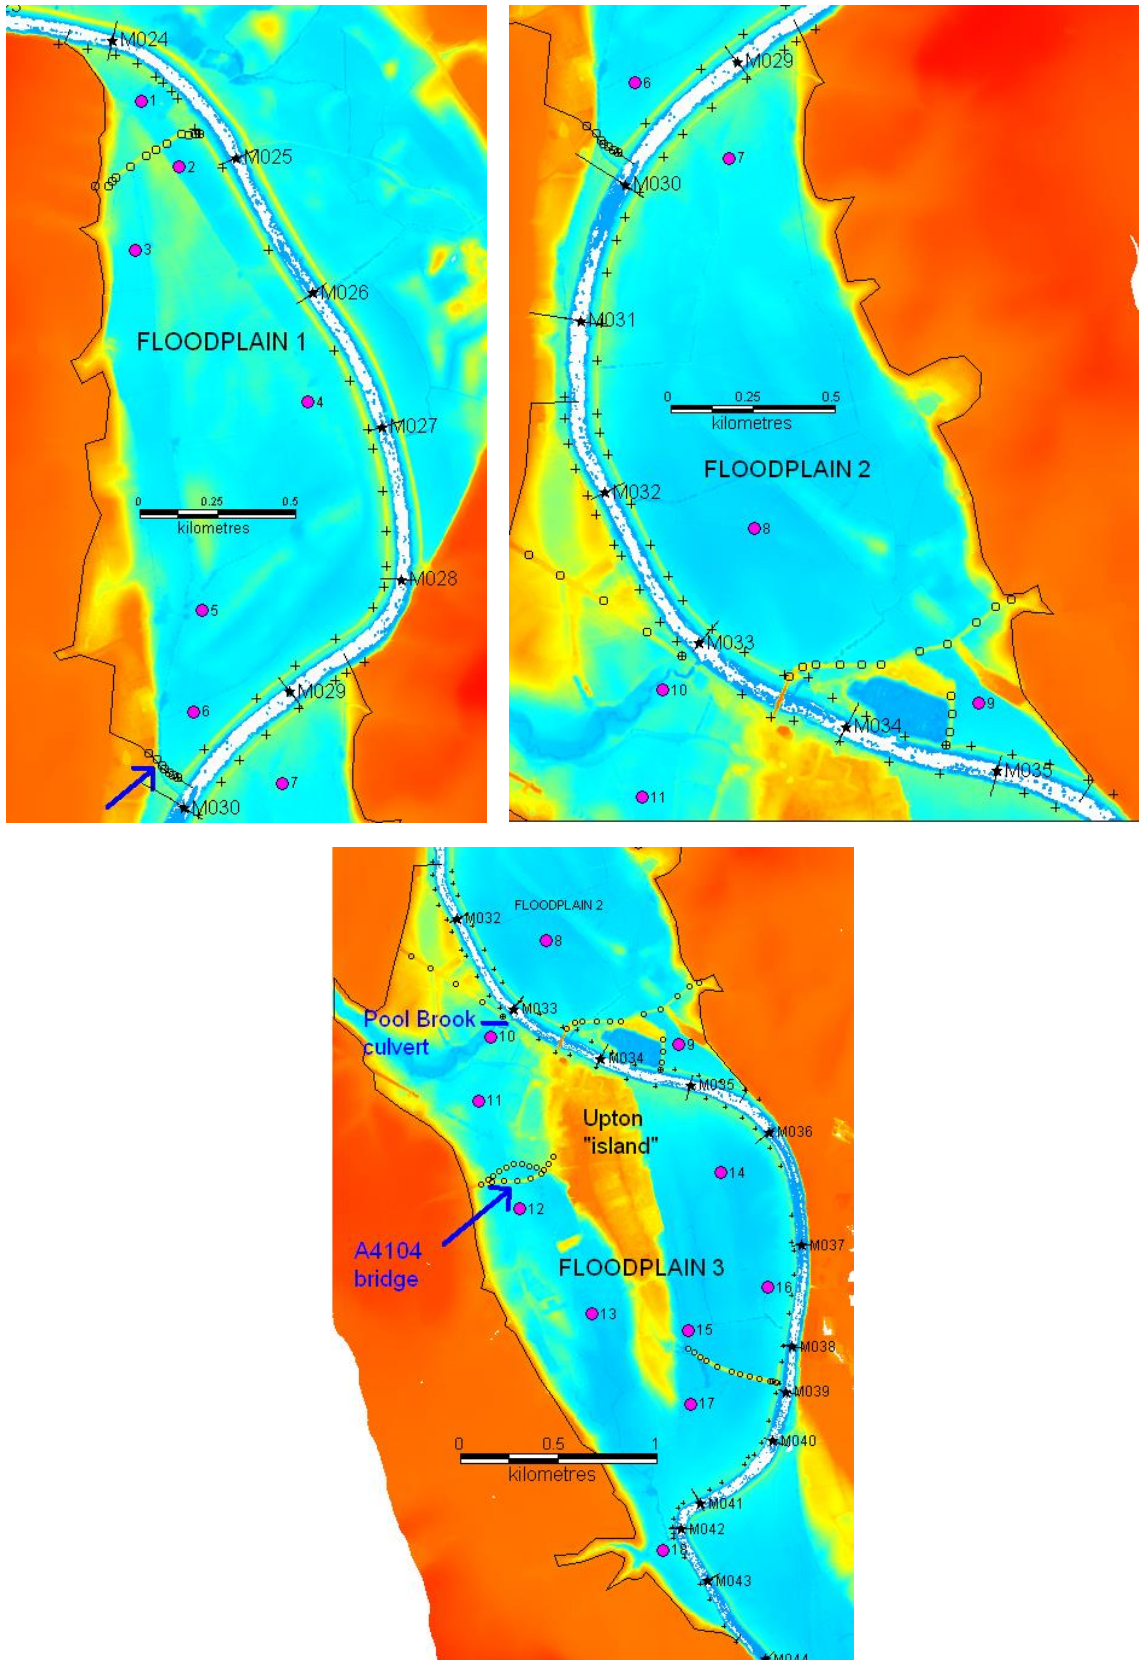 M024
1
M025
2
3
M026
FLOODPLAIN 1
4
M027
0 0.25 0.5
kilometres
M028
5
M029
6
7
M030
M029
6
7
M030
M031
0 0.25 0.5
kilometres
FLOODPLAIN 2
M032
8
M033
10
9
M034
M035
11
M032
FLOODPLAIN 2
8
M033
Pool Brook
culvert
10
9
M034
M035
11
Upton
"island"
M036
14
12
A4104
bridge
M037
FLOODPLAIN 3
16
13
15
M038
M039
17
M040
0 0.5 1
kilometres
M041
M042
18
M043
M044